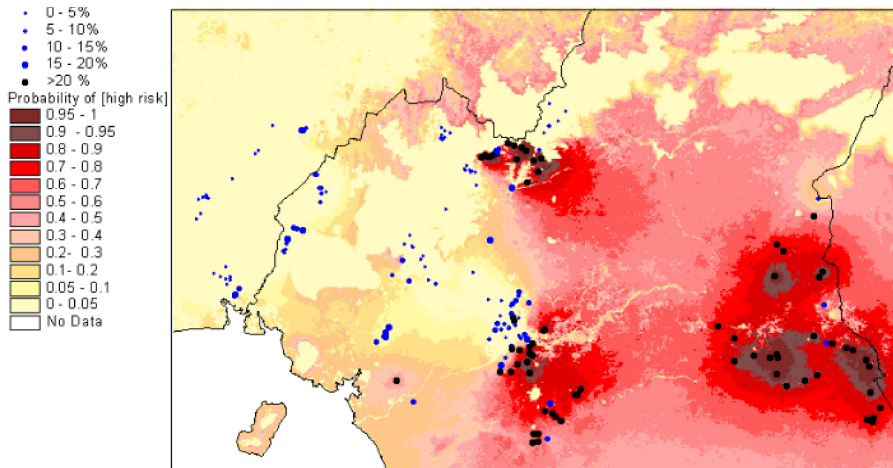 0 - 5%
5 - 10%
10 - 15%
15 - 20%
>20 %
Probability of [high risk]
0.95 - 1
0.9 - 0.95
0.8 - 0.9
0.7 - 0.8
0.6 - 0.7
0.5 - 0.6
0.4 - 0.5
0.3 - 0.4
0.2- 0.3
0.1- 0.2
0.05 - 0.1
0 - 0.05
No Data